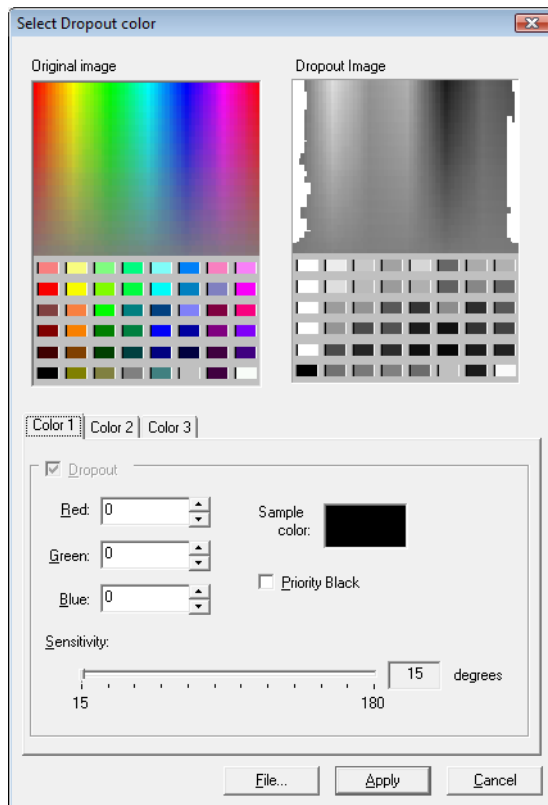 Select Dropout color
Original image
Dropout Image
Color 1
Color 2
Color 3
Dropout
Red: 0
Sample color:
Green: 0
Priority Black
Blue: 0
Sensitivity:
15 degrees
15
180
File...
Apply
Cancel